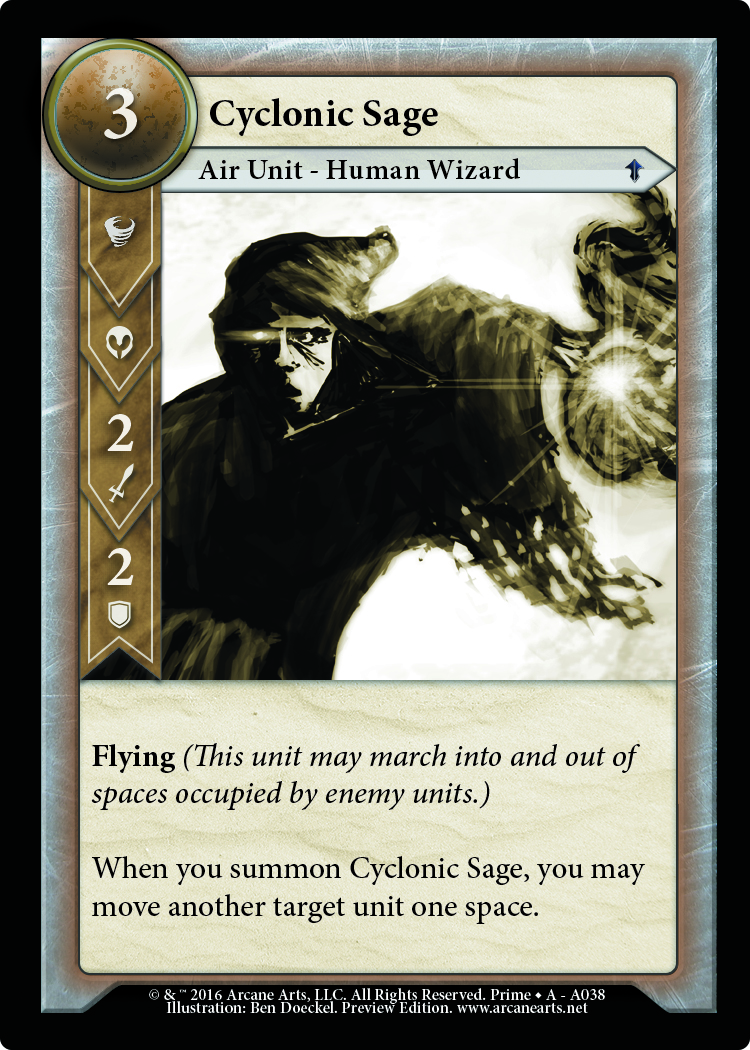 3
Cyclonic Sage
Air Unit - Human Wizard
2
2
Flying (This unit may march into and out of
spaces occupied by enemy units.)
When you summon Cyclonic Sage, you may
move another target unit one space.
© & ™ 2016 Arcane Arts, LLC. All Rights Reserved. Prime ♦ A - A038
Illustration: Ben Doeckel. Preview Edition. www.arcanearts.net